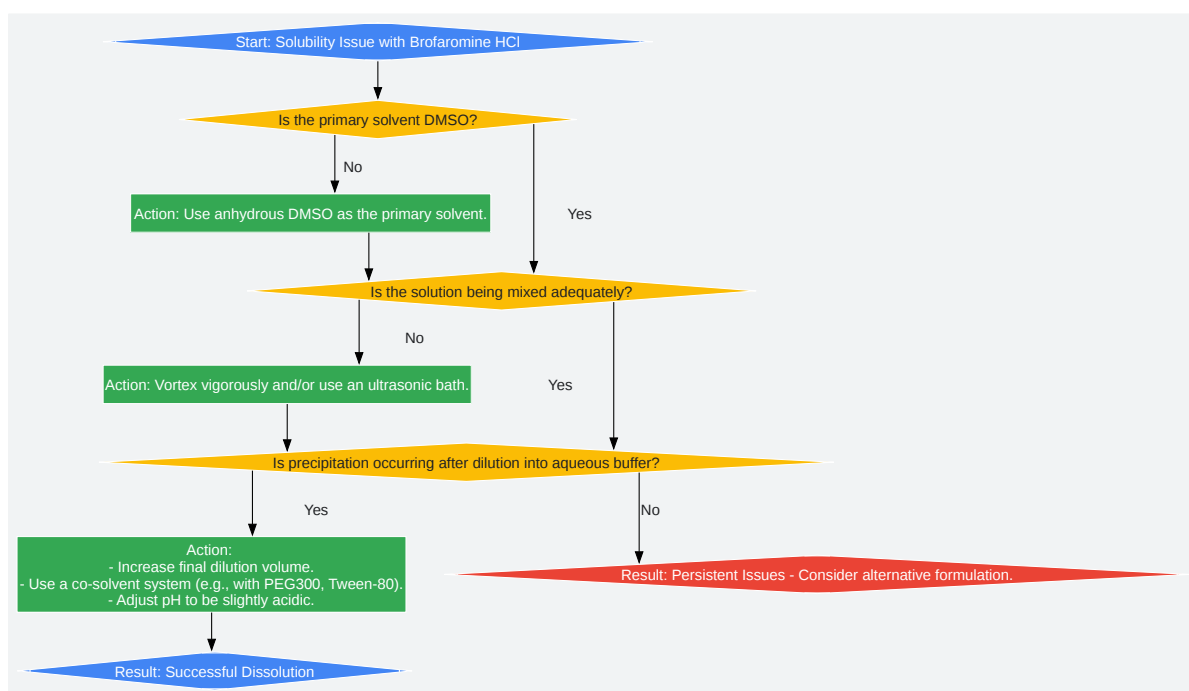 Start: Solubility Issue with Brofaromine HCl
Is the primary solvent DMSO?
No
Action: Use anhydrous DMSO as the primary solvent.
Yes
Is the solution being mixed adequately?
No
Action: Vortex vigorously and/or use an ultrasonic bath.
Yes
Is precipitation occurring after dilution into aqueous buffer?
Yes
No
Action:
- Increase final dilution volume.
- Use a co-solvent system (e.g., with PEG300, Tween-80).
- Adjust pH to be slightly acidic.
Result: Persistent Issues - Consider alternative formulation.
Result: Successful Dissolution